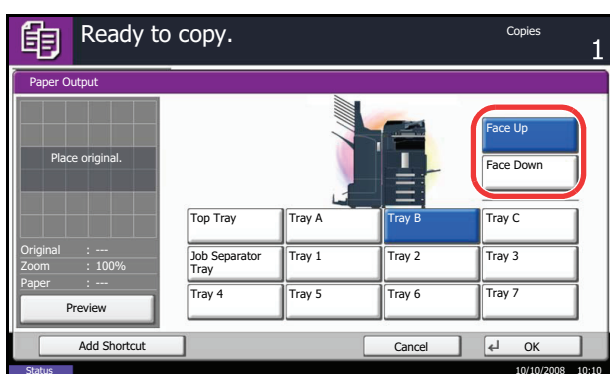 Ready to copy.
Copies
1
Paper Output
Place original.
Face Up
Face Down
Top Tray
Tray A
Tray B
Tray C
Job Separator
Tray
Tray 1
Tray 2
Tray 3
Tray 4
Tray 5
Tray 6
Tray 7
Original : ---
Zoom : 100%
Paper : ---
Preview
Add Shortcut
Cancel
OK
Status
10/10/2008 10:10